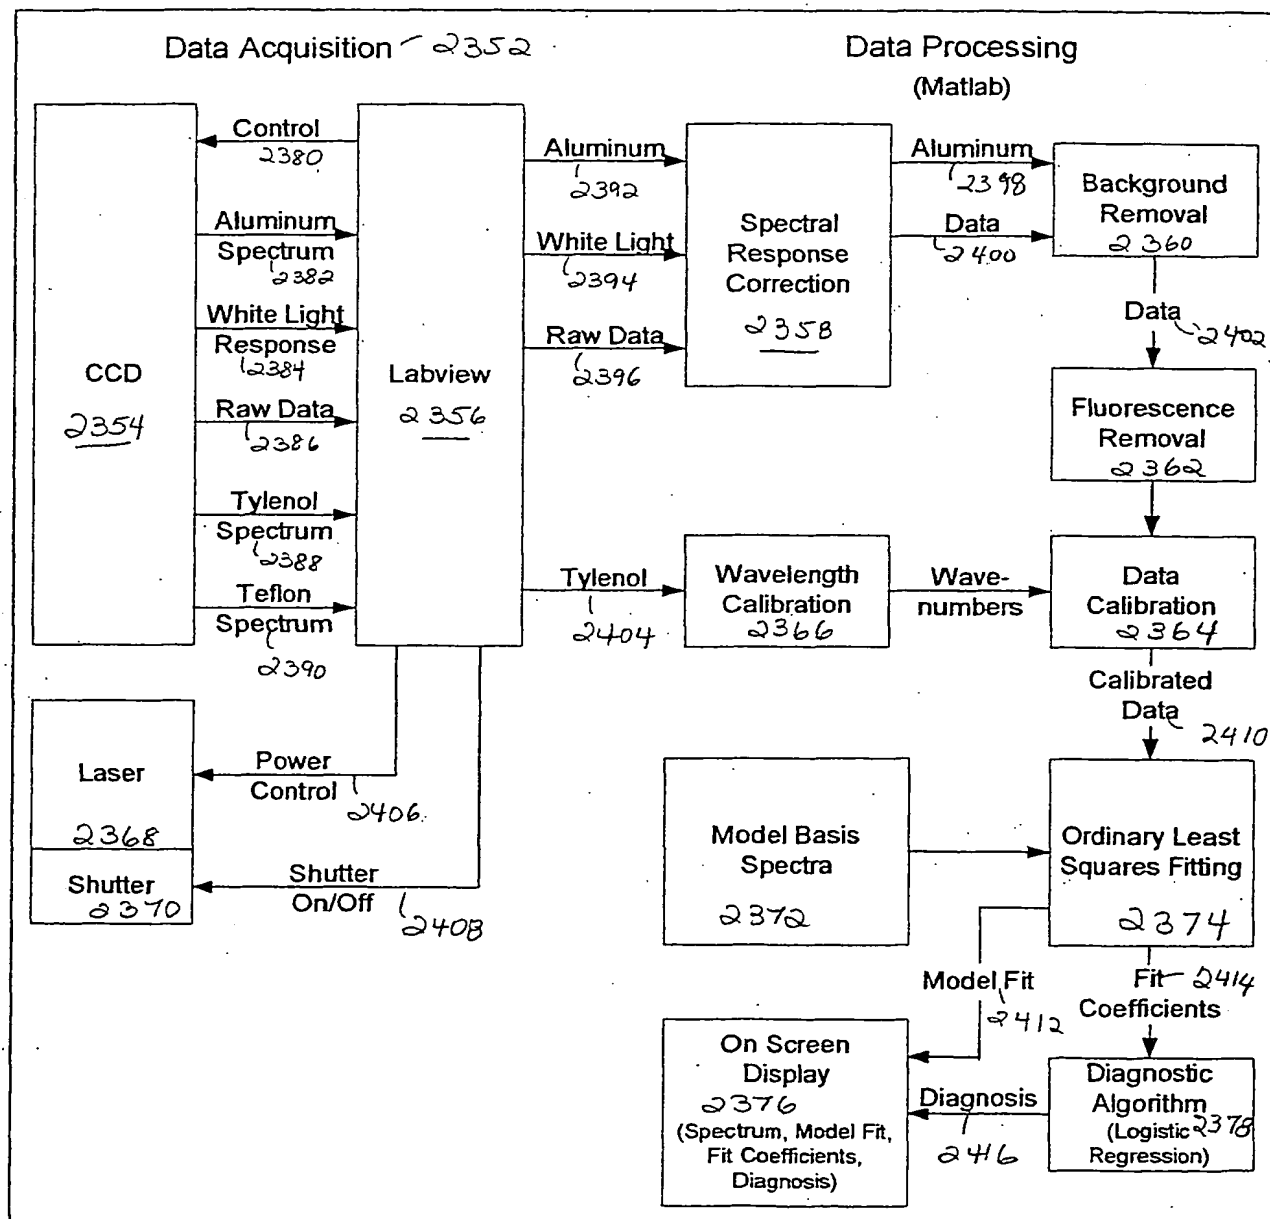 Data Acquisition 2352
Data Processing
(Matlab)
CCD
2354
Control
2380
Aluminum
Spectrum
2382
White Light
Response
2384
Raw Data
2386
Tylenol
Spectrum
2388
Teflon
Spectrum
2390
Labview
2356
Aluminum
2392
White Light
2394
Raw Data
2396
Spectral
Response
Correction
2358
Aluminum
2398
Data
2400
Background
Removal
2360
Data
2402
Fluorescence
Removal
2362
Tylenol
2404
Wavelength
Calibration
2366
Wave-
numbers
Data
Calibration
2364
Calibrated
Data
2410
Laser
2368
Shutter
2370
Power
Control
2406
Shutter
On/Off
2408
Model Basis
Spectra
2372
Ordinary Least
Squares Fitting
2374
Model Fit
2412
Fit 2414
Coefficients
On Screen
Display
2376
(Spectrum, Model Fit,
Fit Coefficients,
Diagnosis)
Diagnosis
2416
Diagnostic
Algorithm
(Logistic 2378
Regression)